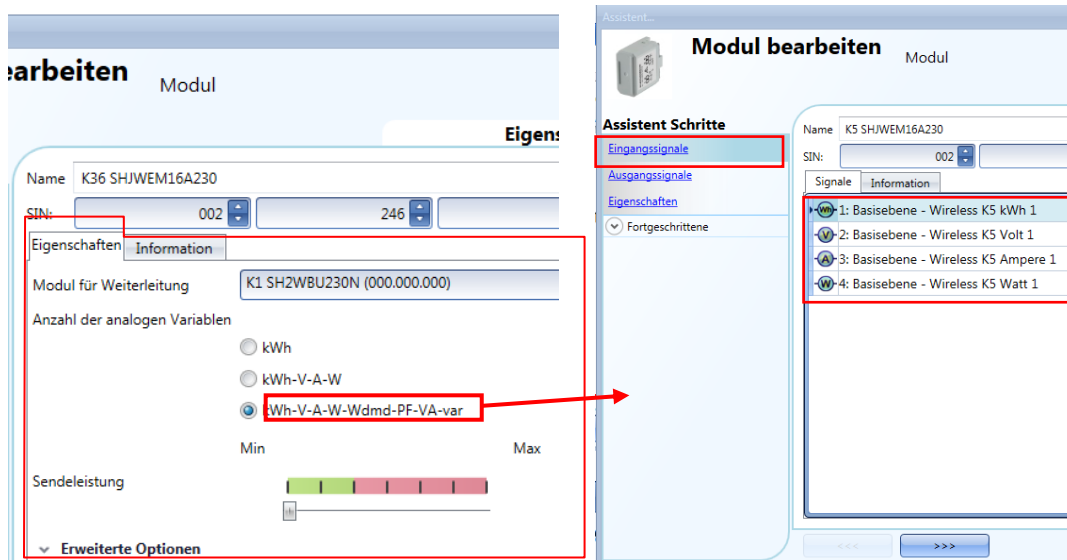 earbeiten Modul
Eigens
Name K36 SHJWEM16A230
SIN: 002 246
Eigenschaften Information
Modul für Weiterleitung K1 SH2WBU230N (000.000.000)
Anzahl der analogen Variablen
kWh
kWh-V-A-W
kWh-V-A-W-Wdmd-PF-VA-var
Min Max
Sendeleistung
Erweiterte Optionen
Assistent...
Modul bearbeiten Modul
Assistent Schritte
Eingangssignale
Ausgangssignale
Eigenschaften
Fortgeschrittene
Name K5 SHJWEM16A230
SIN: 002
Signale Information
Wh 1: Basisebene - Wireless K5 kWh 1
V 2: Basisebene - Wireless K5 Volt 1
A 3: Basisebene - Wireless K5 Ampere 1
W 4: Basisebene - Wireless K5 Watt 1
<<< >>>